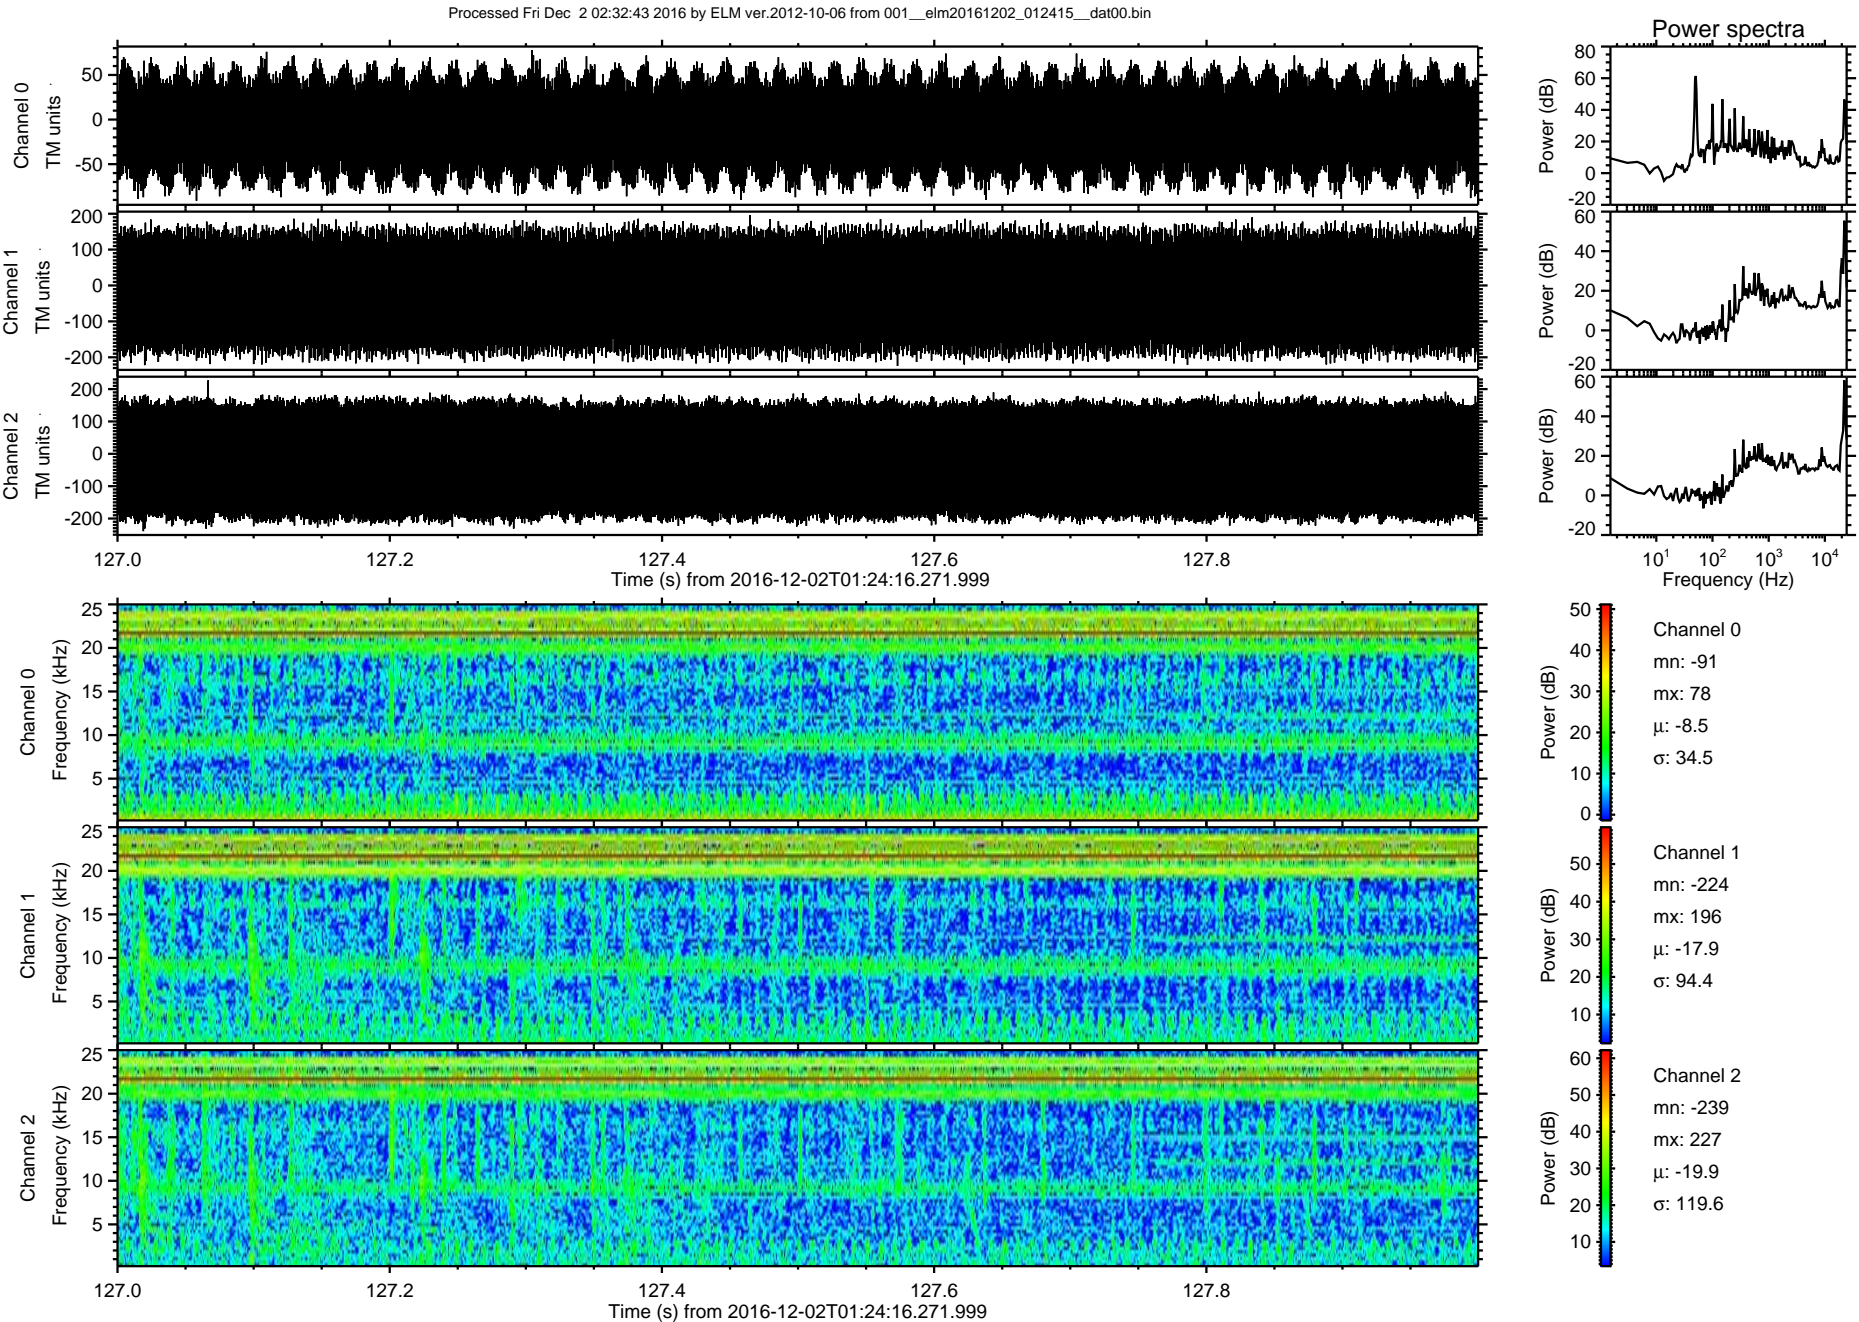 Processed Fri Dec  2 02:32:43 2016 by ELM ver.2012-10-06 from 001__elm20161202_012415__dat00.bin
Power spectra
Channel 0
TM units
50
0
-50
Power (dB)
80
60
40
20
0
-20
Channel 1
TM units
200
100
0
-100
-200
Power (dB)
60
40
20
0
-20
Channel 2
TM units
200
100
0
-100
-200
Power (dB)
60
40
20
0
-20
127.0 127.2 127.4 127.6 127.8
Time (s) from 2016-12-02T01:24:16.271.999
10¹ 10² 10³ 10⁴
Frequency (Hz)
Channel 0
Frequency (kHz)
25
20
15
10
5
Power (dB)
50
40
30
20
10
0
Channel 0
mn: -91
mx: 78
μ: -8.5
σ: 34.5
Channel 1
Frequency (kHz)
25
20
15
10
5
Power (dB)
50
40
30
20
10
Channel 1
mn: -224
mx: 196
μ: -17.9
σ: 94.4
Channel 2
Frequency (kHz)
25
20
15
10
5
Power (dB)
60
50
40
30
20
10
Channel 2
mn: -239
mx: 227
μ: -19.9
σ: 119.6
127.0 127.2 127.4 127.6 127.8
Time (s) from 2016-12-02T01:24:16.271.999